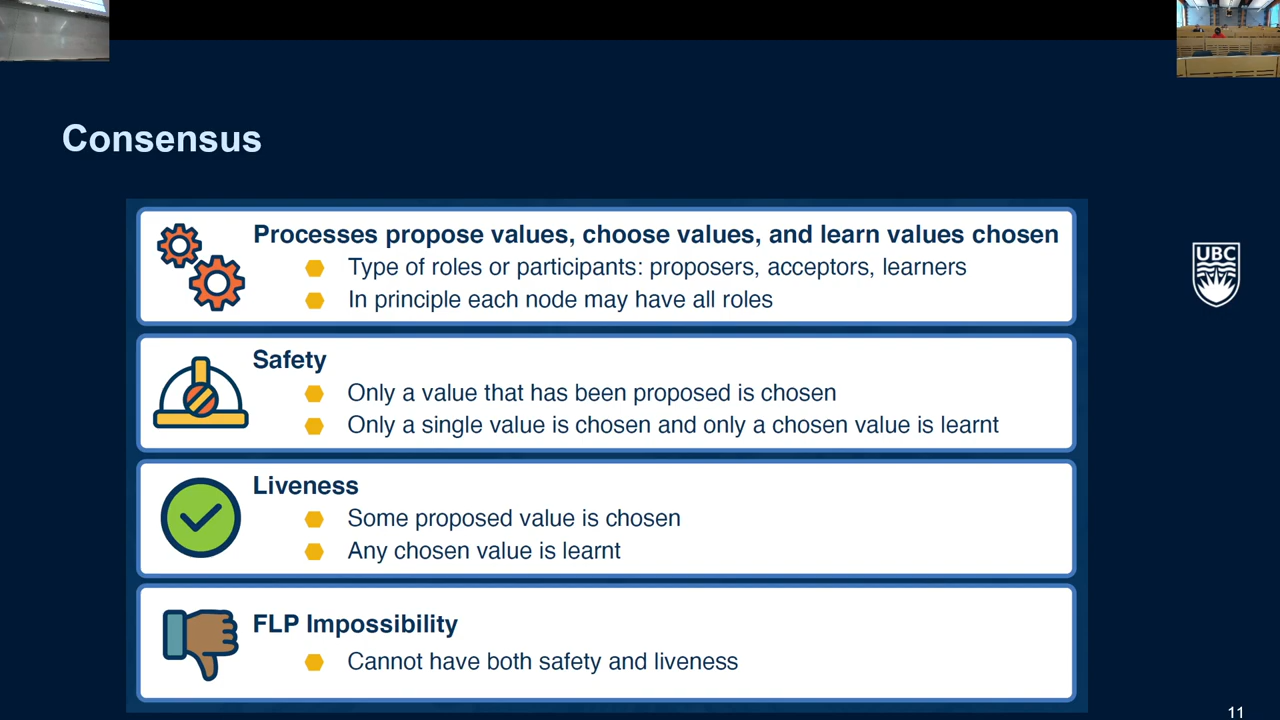 Consensus
Processes propose values, choose values, and learn values chosen
Type of roles or participants: proposers, acceptors, learners
In principle each node may have all roles
UBC
Safety
Only a value that has been proposed is chosen
Only a single value is chosen and only a chosen value is learnt
Liveness
Some proposed value is chosen
Any chosen value is learnt
FLP Impossibility
Cannot have both safety and liveness
11